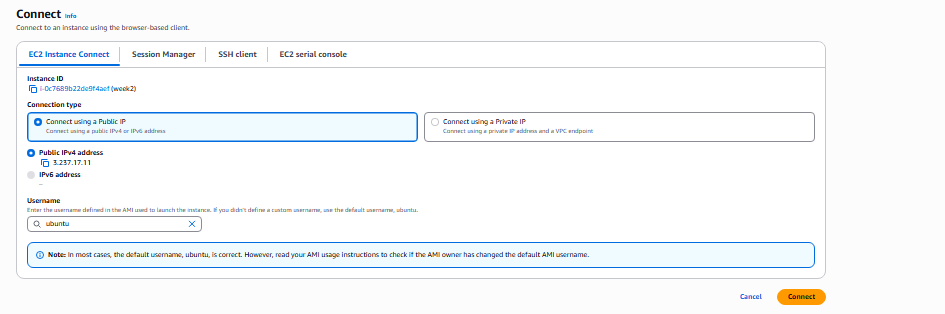 Connect Info
Connect to an instance using the browser-based client.
EC2 Instance Connect Session Manager SSH client EC2 serial console
Instance ID
i-0c7689b22de9f4aef (week2)
Connection type
Connect using a Public IP
Connect using a public IPv4 or IPv6 address
Connect using a Private IP
Connect using a private IP address and a VPC endpoint
Public IPv4 address
3.237.17.11
IPv6 address
–
Username
Enter the username defined in the AMI used to launch the instance. If you didn't define a custom username, use the default username, ubuntu.
ubuntu
Note: In most cases, the default username, ubuntu, is correct. However, read your AMI usage instructions to check if the AMI owner has changed the default AMI username.
Cancel Connect